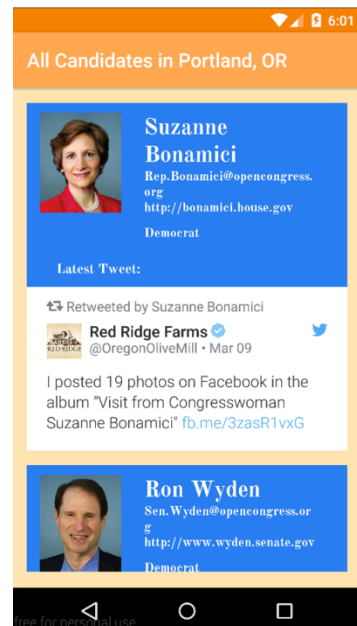 6:01
All Candidates in Portland, OR
Suzanne
Bonamici
Rep.Bonamici@opencongress.
org
http://bonamici.house.gov
Democrat
Latest Tweet:
Retweeted by Suzanne Bonamici
Red Ridge Farms
@OregonOliveMill • Mar 09
RED RIDGE
I posted 19 photos on Facebook in the
album "Visit from Congresswoman
Suzanne Bonamici" fb.me/3zasR1vxG
Ron Wyden
Sen.Wyden@opencongress.or
g
http://www.wyden.senate.gov
Democrat
free for personal use